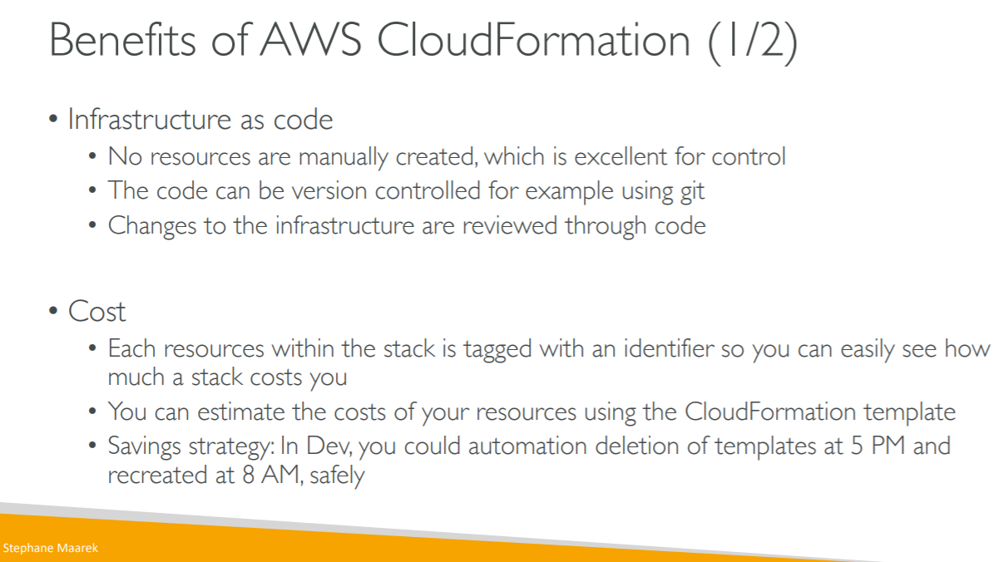 Benefits of AWS CloudFormation (1/2)
• Infrastructure as code
• No resources are manually created, which is excellent for control
• The code can be version controlled for example using git
• Changes to the infrastructure are reviewed through code
• Cost
• Each resources within the stack is tagged with an identifier so you can easily see how
much a stack costs you
• You can estimate the costs of your resources using the CloudFormation template
• Savings strategy: In Dev, you could automation deletion of templates at 5 PM and
recreated at 8 AM, safely
Stephane Maarek